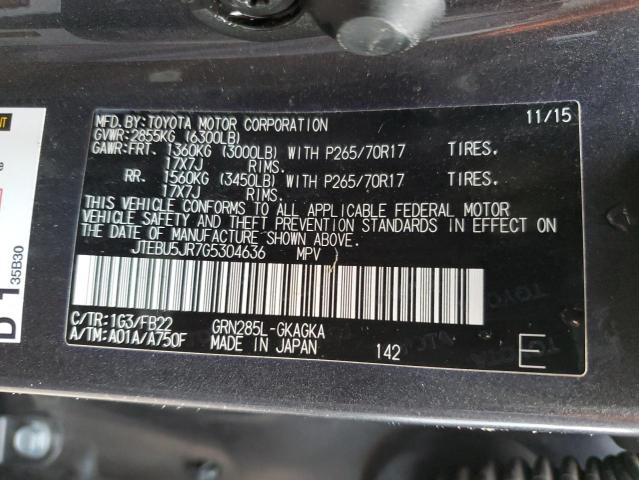 MFD.BY:TOYOTA MOTOR CORPORATION 11/15
GVWR:2855KG (6300LB)
GAWR:FRT. 1360KG (3000LB) WITH P265/70R17 TIRES.
17X7J RIMS.
RR. 1560KG (3450LB) WITH P265/70R17 TIRES.
17X7J RIMS.
THIS VEHICLE CONFORMS TO ALL APPLICABLE FEDERAL MOTOR
VEHICLE SAFETY AND THEFT PREVENTION STANDARDS IN EFFECT ON
THE DATE OF MANUFACTURE SHOWN ABOVE.
JTEBU5JR7G5304636 MPV
C/TR:1G3/FB22 GRN285L-GKAGKA
A/TM:A01A/A750F MADE IN JAPAN 142 E
35B30